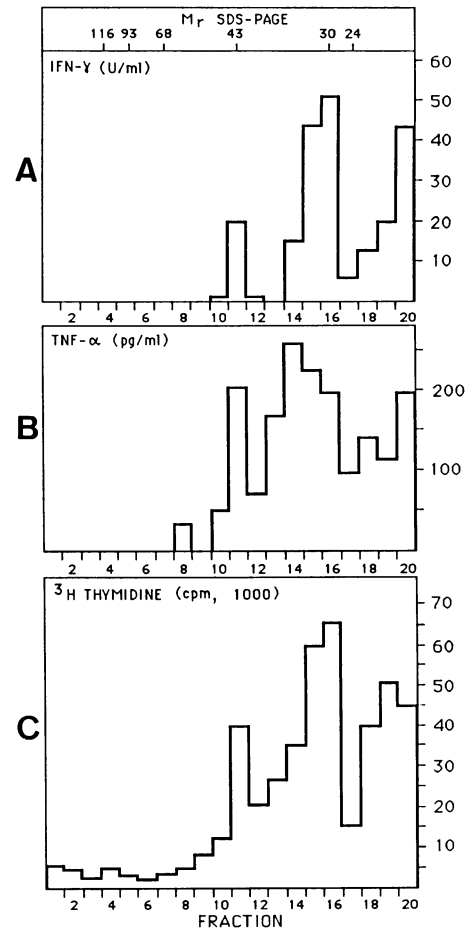 Mr SDS-PAGE
116 93 68 43 30 24
IFN-γ (U/ml)
60
50
40
30
20
10
A
2 4 6 8 10 12 14 16 18 20
TNF-α (pg/ml)
200
100
B
2 4 6 8 10 12 14 16 18 20
3H THYMIDINE (cpm, 1000)
70
60
50
40
30
20
10
C
2 4 6 8 10 12 14 16 18 20
FRACTION